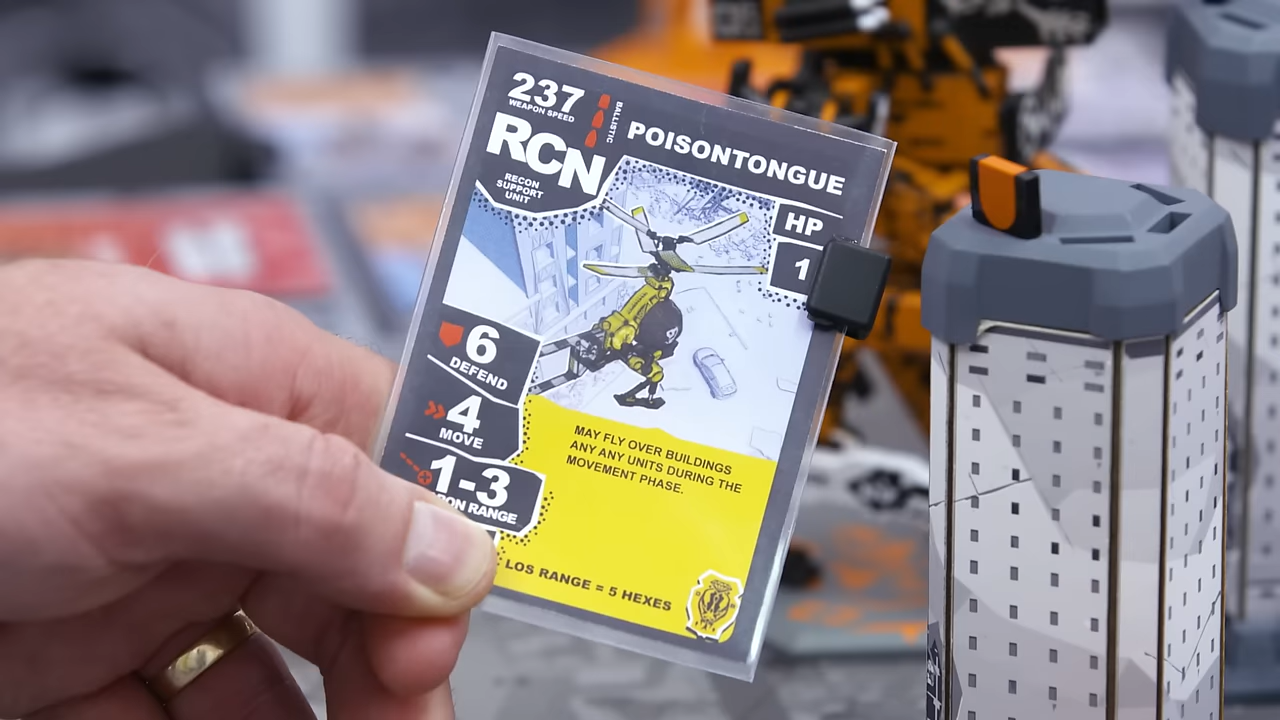 237
WEAPON SPEED
BALLISTIC
RCN
RECON
SUPPORT
UNIT
POISONTONGUE
HP
1
6
DEFEND
4
MOVE
1-3
RANGE
MAY FLY OVER BUILDINGS
ANY ANY UNITS DURING THE
MOVEMENT PHASE.
LOS RANGE = 5 HEXES